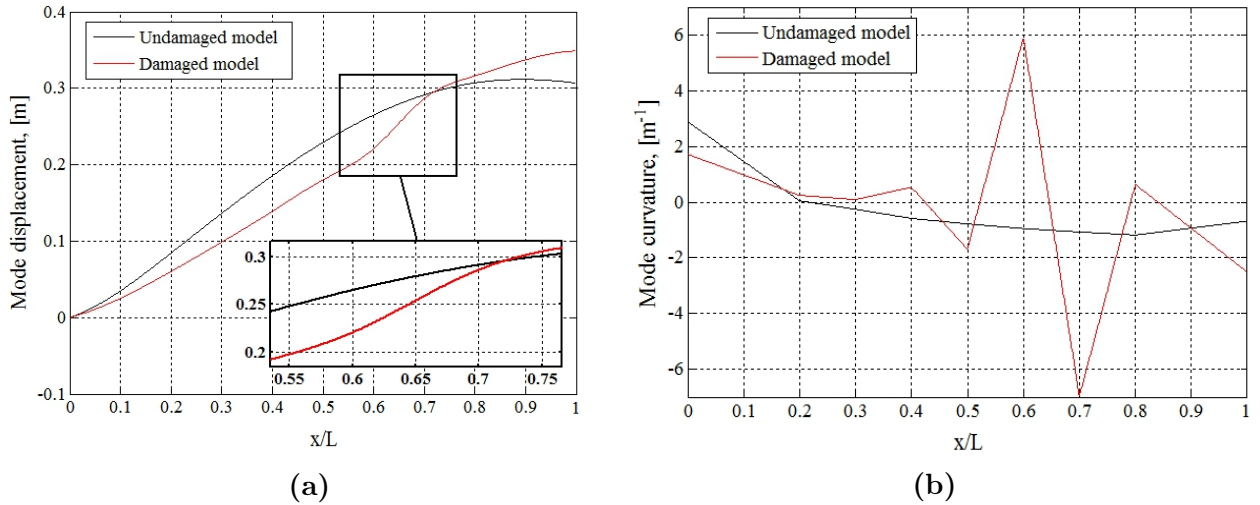 0.4
0.3
0.2
0.1
0
-0.1
Mode displacement, [m]
Undamaged model
Damaged model
0.3
0.25
0.2
0.55 0.6 0.65 0.7 0.75
0 0.1 0.2 0.3 0.4 0.5 0.6 0.7 0.8 0.9 1
x/L
(a)
6
4
2
0
-2
-4
-6
Mode curvature, [m⁻¹]
Undamaged model
Damaged model
0 0.1 0.2 0.3 0.4 0.5 0.6 0.7 0.8 0.9 1
x/L
(b)